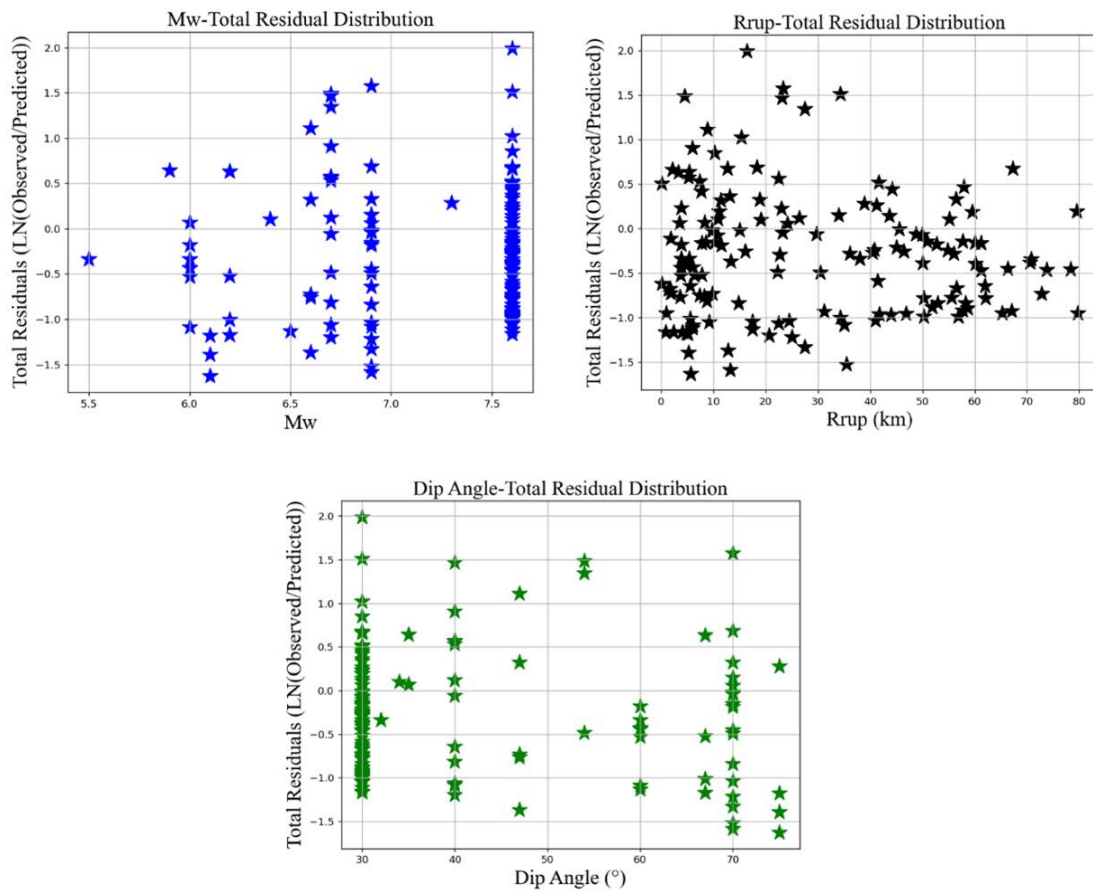 Mw-Total Residual Distribution
Total Residuals (LN(Observed/Predicted))
2.0
1.5
1.0
0.5
0.0
−0.5
−1.0
−1.5
5.5 6.0 6.5 7.0 7.5
Mw
Rrup-Total Residual Distribution
Total Residuals (LN(Observed/Predicted))
2.0
1.5
1.0
0.5
0.0
−0.5
−1.0
−1.5
0 10 20 30 40 50 60 70 80
Rrup (km)
Dip Angle-Total Residual Distribution
Total Residuals (LN(Observed/Predicted))
2.0
1.5
1.0
0.5
0.0
−0.5
−1.0
−1.5
30 40 50 60 70
Dip Angle (°)